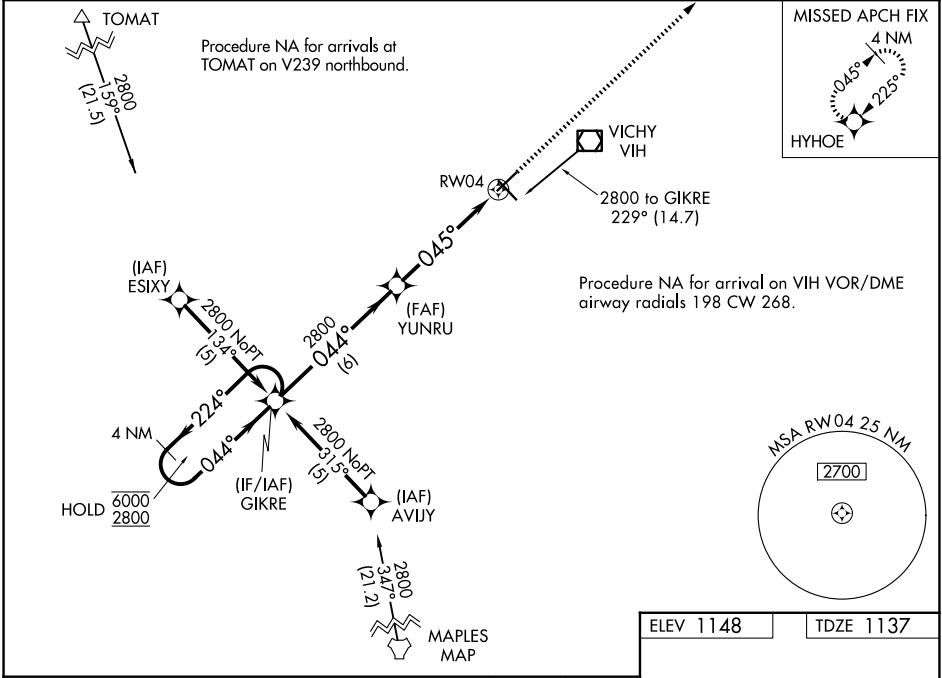 TOMAT
2800
159°
(21.5)
Procedure NA for arrivals at
TOMAT on V239 northbound.
MISSED APCH FIX
4 NM
045°
225°
HYHOE
VICHY
VIH
RW04
2800 to GIKRE
229° (14.7)
045°
(IAF)
ESIXY
2800 NoPT
134°
(5)
(FAF)
YUNRU
2800
044°
(6)
Procedure NA for arrival on VIH VOR/DME
airway radials 198 CW 268.
224°
4 NM
044°
HOLD
6000
2800
(IF/IAF)
GIKRE
2800 NoPT
315°
(5)
(IAF)
AVIJY
MSA RW04 25 NM
2700
2800
347°
(21.2)
MAPLES
MAP
ELEV 1148
TDZE 1137